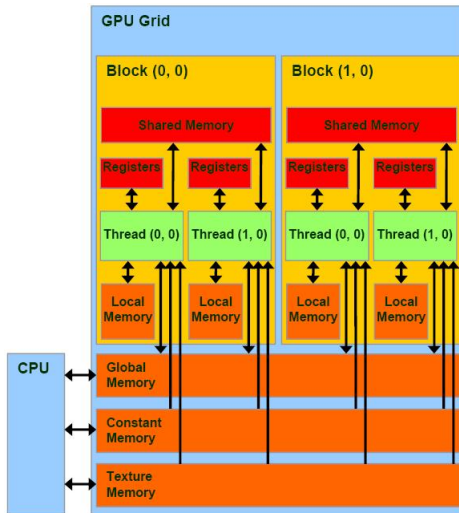 GPU Grid
Block (0, 0)
Block (1, 0)
Shared Memory
Shared Memory
Registers
Registers
Registers
Registers
Thread (0, 0)
Thread (1, 0)
Thread (0, 0)
Thread (1, 0)
Local
Memory
Local
Memory
Local
Memory
Local
Memory
CPU
Global
Memory
Constant
Memory
Texture
Memory